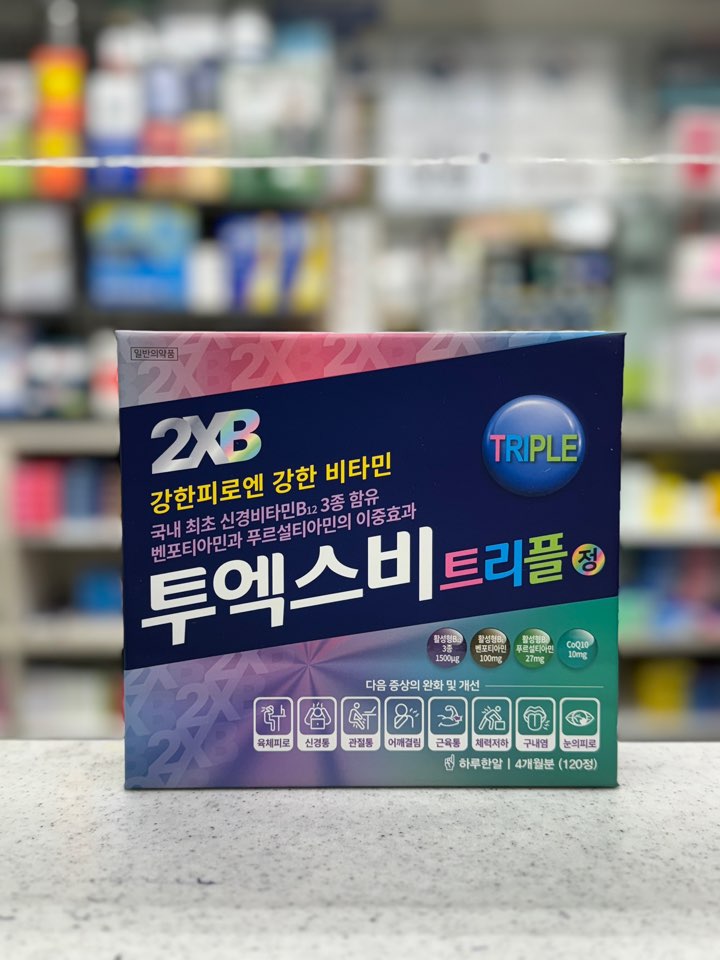 일반의약품
2XB
TRIPLE
강한피로엔 강한 비타민
국내 최초 신경비타민B₁₂ 3종 함유
벤포티아민과 푸르설티아민의 이중효과
투엑스비트리플정
활성형B₁₂
3종
1500μg
활성형B₁
벤포티아민
100mg
활성형B₁
푸르설티아민
27mg
CoQ10
10mg
다음 증상의 완화 및 개선
육체피로 신경통 관절통 어깨결림 근육통 체력저하 구내염 눈의피로
하루한알 | 4개월분 (120정)